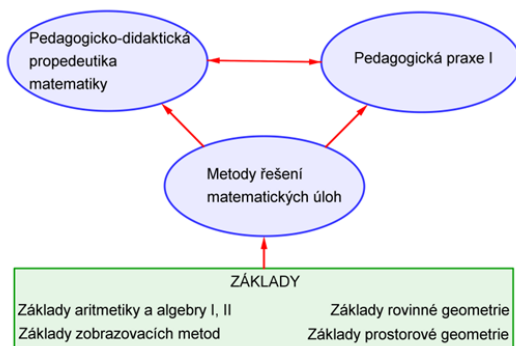 Pedagogicko-didaktická
propedeutika
matematiky
Pedagogická praxe I
Metody řešení
matematických úloh
ZÁKLADY
Základy aritmetiky a algebry I, II
Základy rovinné geometrie
Základy zobrazovacích metod
Základy prostorové geometrie